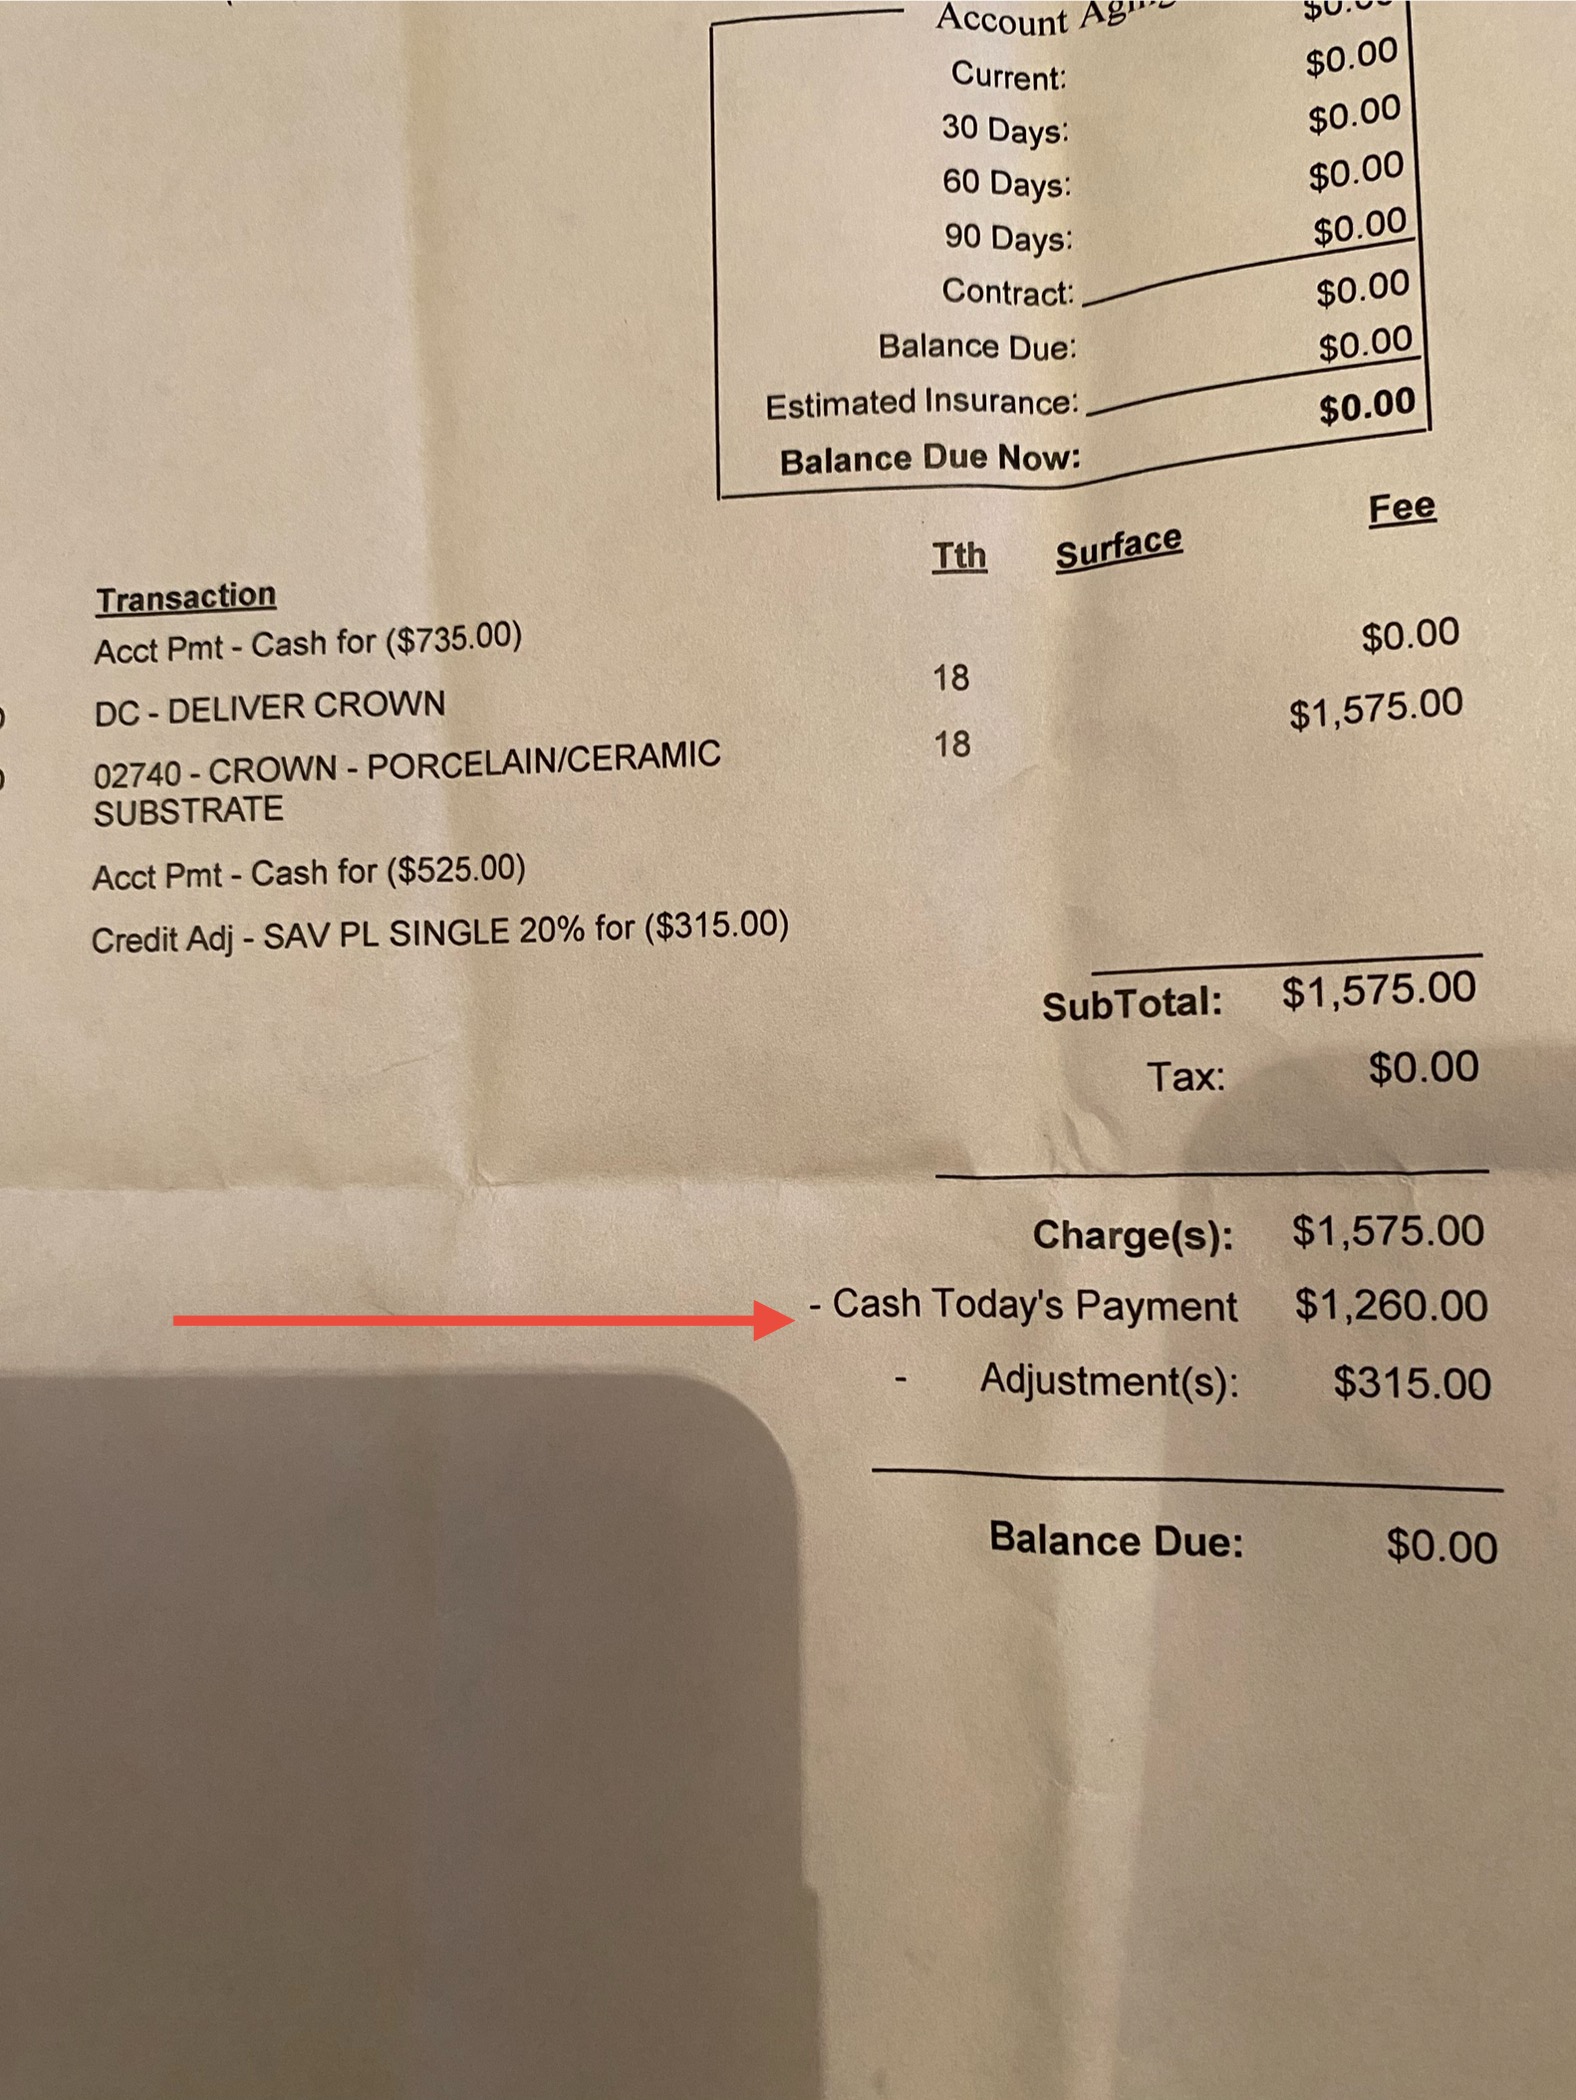 Account
Current: $0.00
30 Days: $0.00
60 Days: $0.00
90 Days: $0.00
Contract: $0.00
Balance Due: $0.00
Estimated Insurance: $0.00
Balance Due Now:
Transaction Tth Surface Fee
Acct Pmt - Cash for ($735.00)
DC - DELIVER CROWN 18 $0.00
02740 - CROWN - PORCELAIN/CERAMIC 18 $1,575.00
SUBSTRATE
Acct Pmt - Cash for ($525.00)
Credit Adj - SAV PL SINGLE 20% for ($315.00)
SubTotal: $1,575.00
Tax: $0.00
Charge(s): $1,575.00
- Cash Today's Payment $1,260.00
- Adjustment(s): $315.00
Balance Due: $0.00